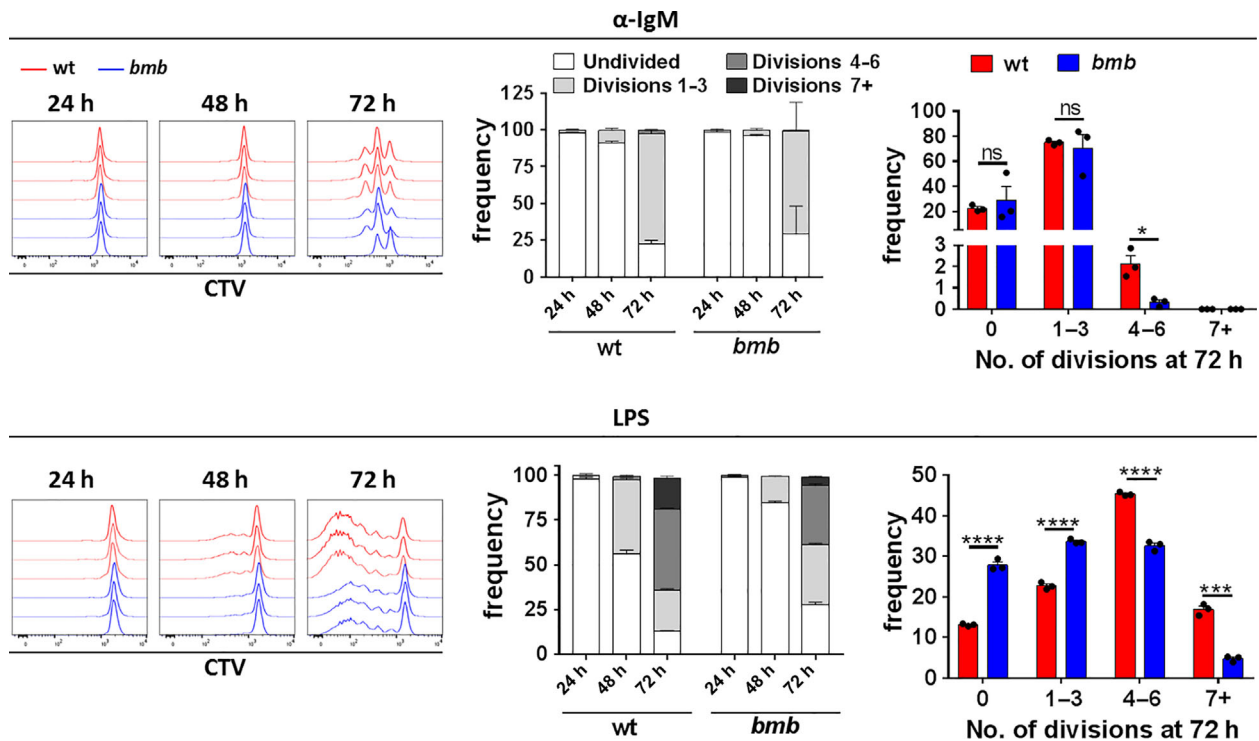 α-IgM
wt bmb
24 h 48 h 72 h
CTV
Undivided Divisions 4–6
Divisions 1–3 Divisions 7+
frequency
125
100
75
50
25
0
24 h 48 h 72 h 24 h 48 h 72 h
wt bmb
wt bmb
frequency
100
80
60
40
20
3
2
1
0
ns ns *
0 1–3 4–6 7+
No. of divisions at 72 h
LPS
24 h 48 h 72 h
CTV
frequency
100
75
50
25
0
24 h 48 h 72 h 24 h 48 h 72 h
wt bmb
frequency
50
40
30
20
10
0
**** **** **** ***
0 1–3 4–6 7+
No. of divisions at 72 h